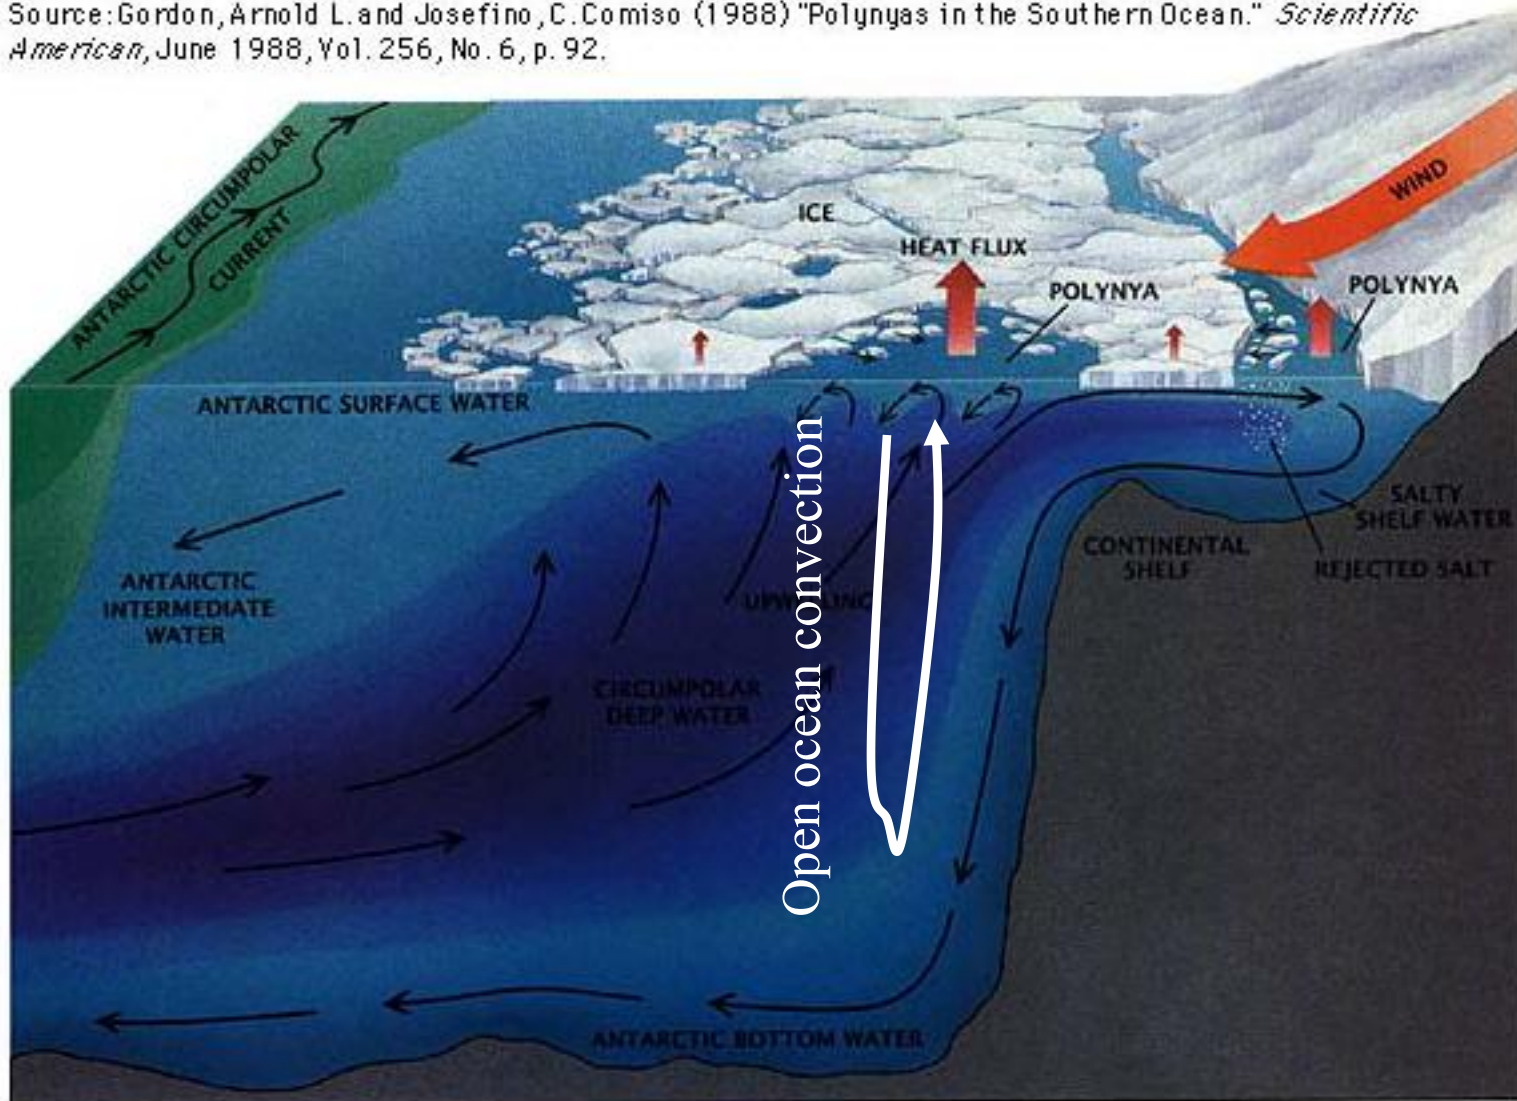 Source:Gordon, Arnold L. and Josefino, C. Comiso (1988) "Polynyas in the Southern Ocean." Scientific
American, June 1988, Vol. 256, No. 6, p. 92.
ANTARCTIC CIRCUMPOLAR
CURRENT
ICE
HEAT FLUX
WIND
POLYNYA
POLYNYA
ANTARCTIC SURFACE WATER
Open ocean convection
SALTY
SHELF WATER
CONTINENTAL
SHELF
REJECTED SALT
ANTARCTIC
INTERMEDIATE
WATER
UPWELLING
CIRCUMPOLAR
DEEP WATER
ANTARCTIC BOTTOM WATER